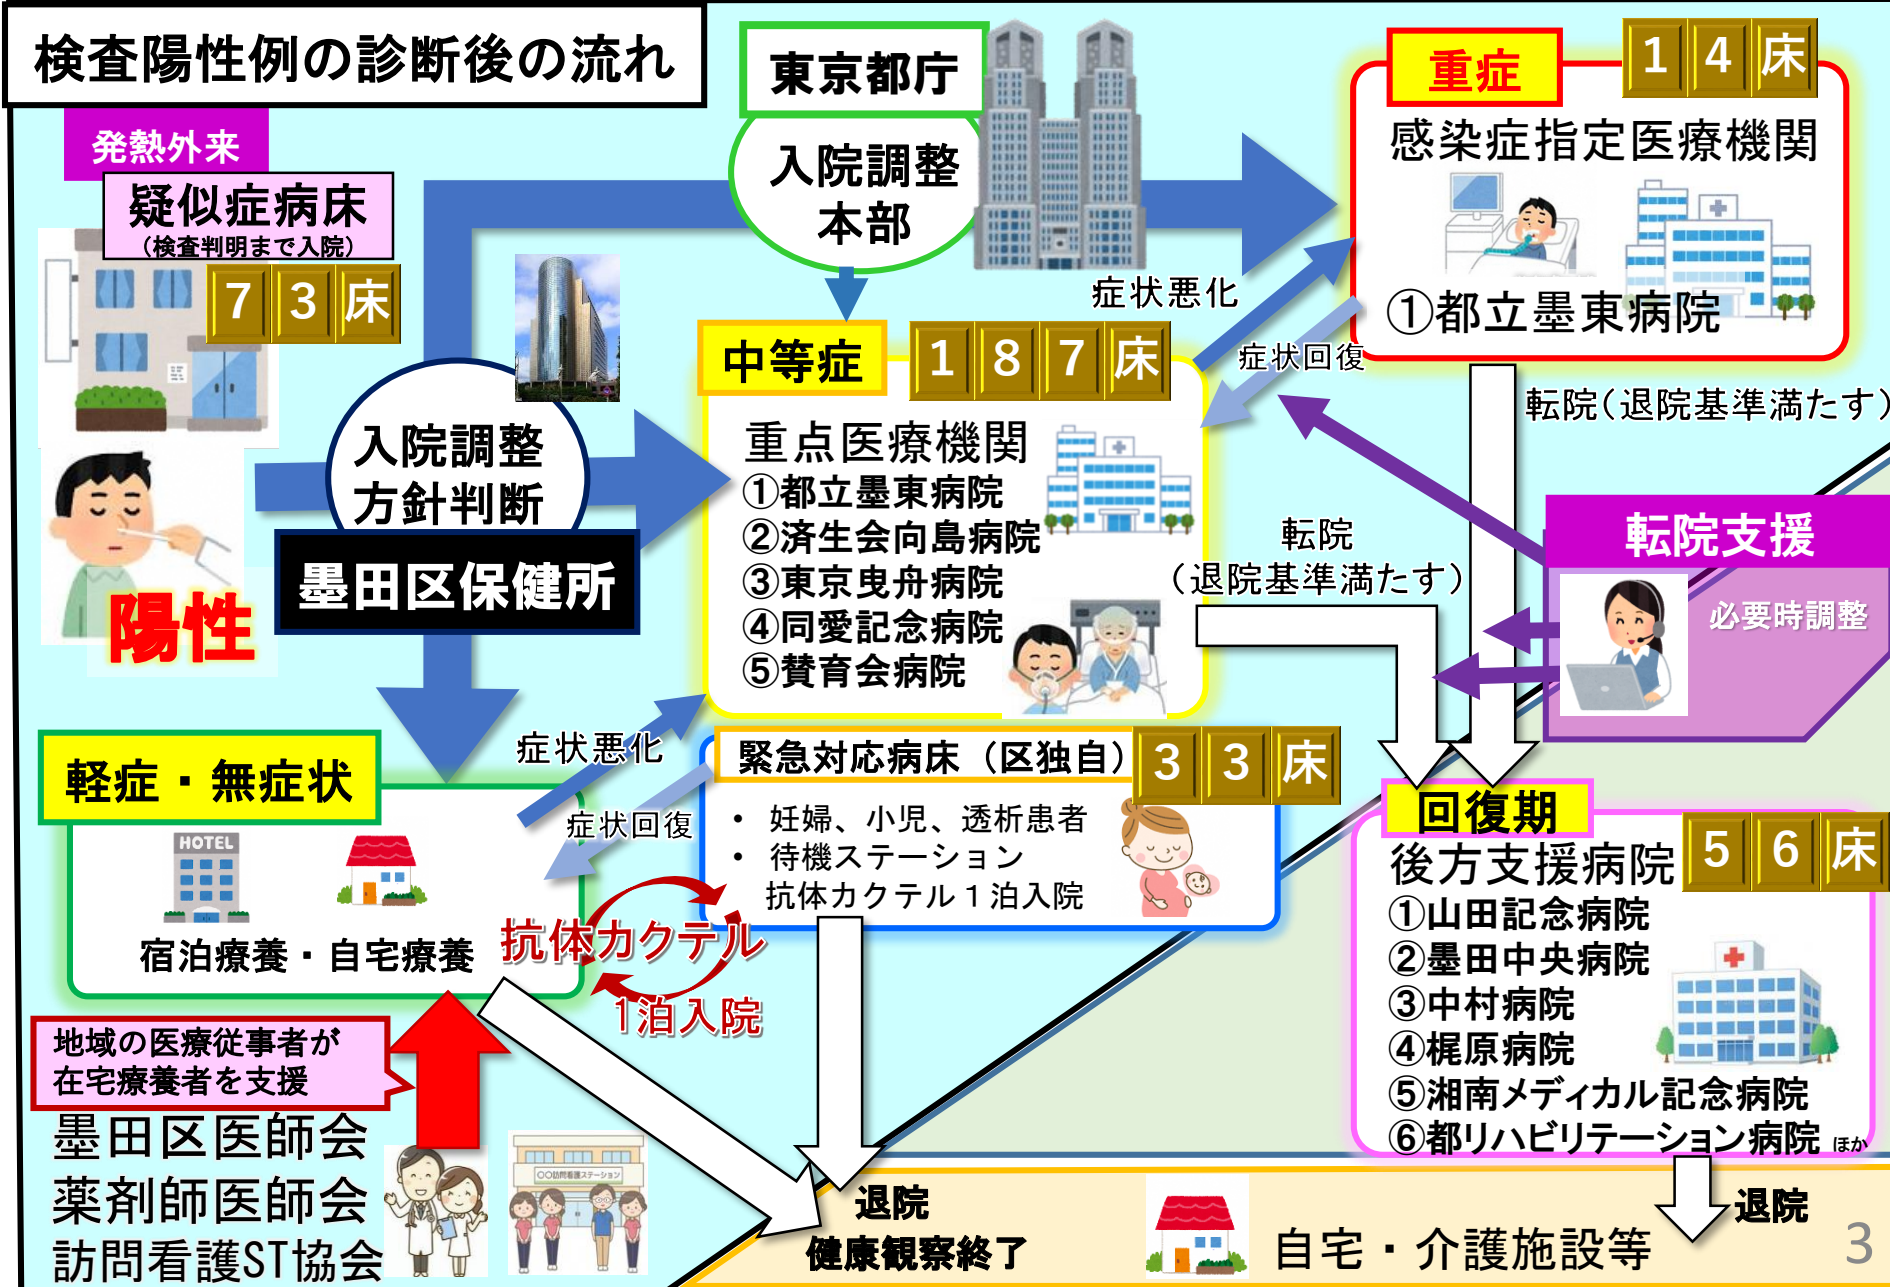 検査陽性例の診断後の流れ
東京都庁
入院調整
本部
重症
14床
感染症指定医療機関
①都立墨東病院
発熱外来
疑似症病床
（検査判明まで入院）
73床
陽性
入院調整
方針判断
墨田区保健所
中等症
187床
重点医療機関
①都立墨東病院
②済生会向島病院
③東京曳舟病院
④同愛記念病院
⑤賛育会病院
症状悪化
症状回復
転院（退院基準満たす）
転院
（退院基準満たす）
転院支援
必要時調整
軽症・無症状
HOTEL
宿泊療養・自宅療養
症状悪化
症状回復
緊急対応病床（区独自）
33床
・ 妊婦、小児、透析患者
・ 待機ステーション
抗体カクテル１泊入院
抗体カクテル
1泊入院
回復期
56床
後方支援病院
①山田記念病院
②墨田中央病院
③中村病院
④梶原病院
⑤湘南メディカル記念病院
⑥都リハビリテーション病院 ほか
地域の医療従事者が
在宅療養者を支援
墨田区医師会
薬剤師医師会
訪問看護ST協会
〇〇訪問看護ステーション
退院
健康観察終了
自宅・介護施設等
退院
3